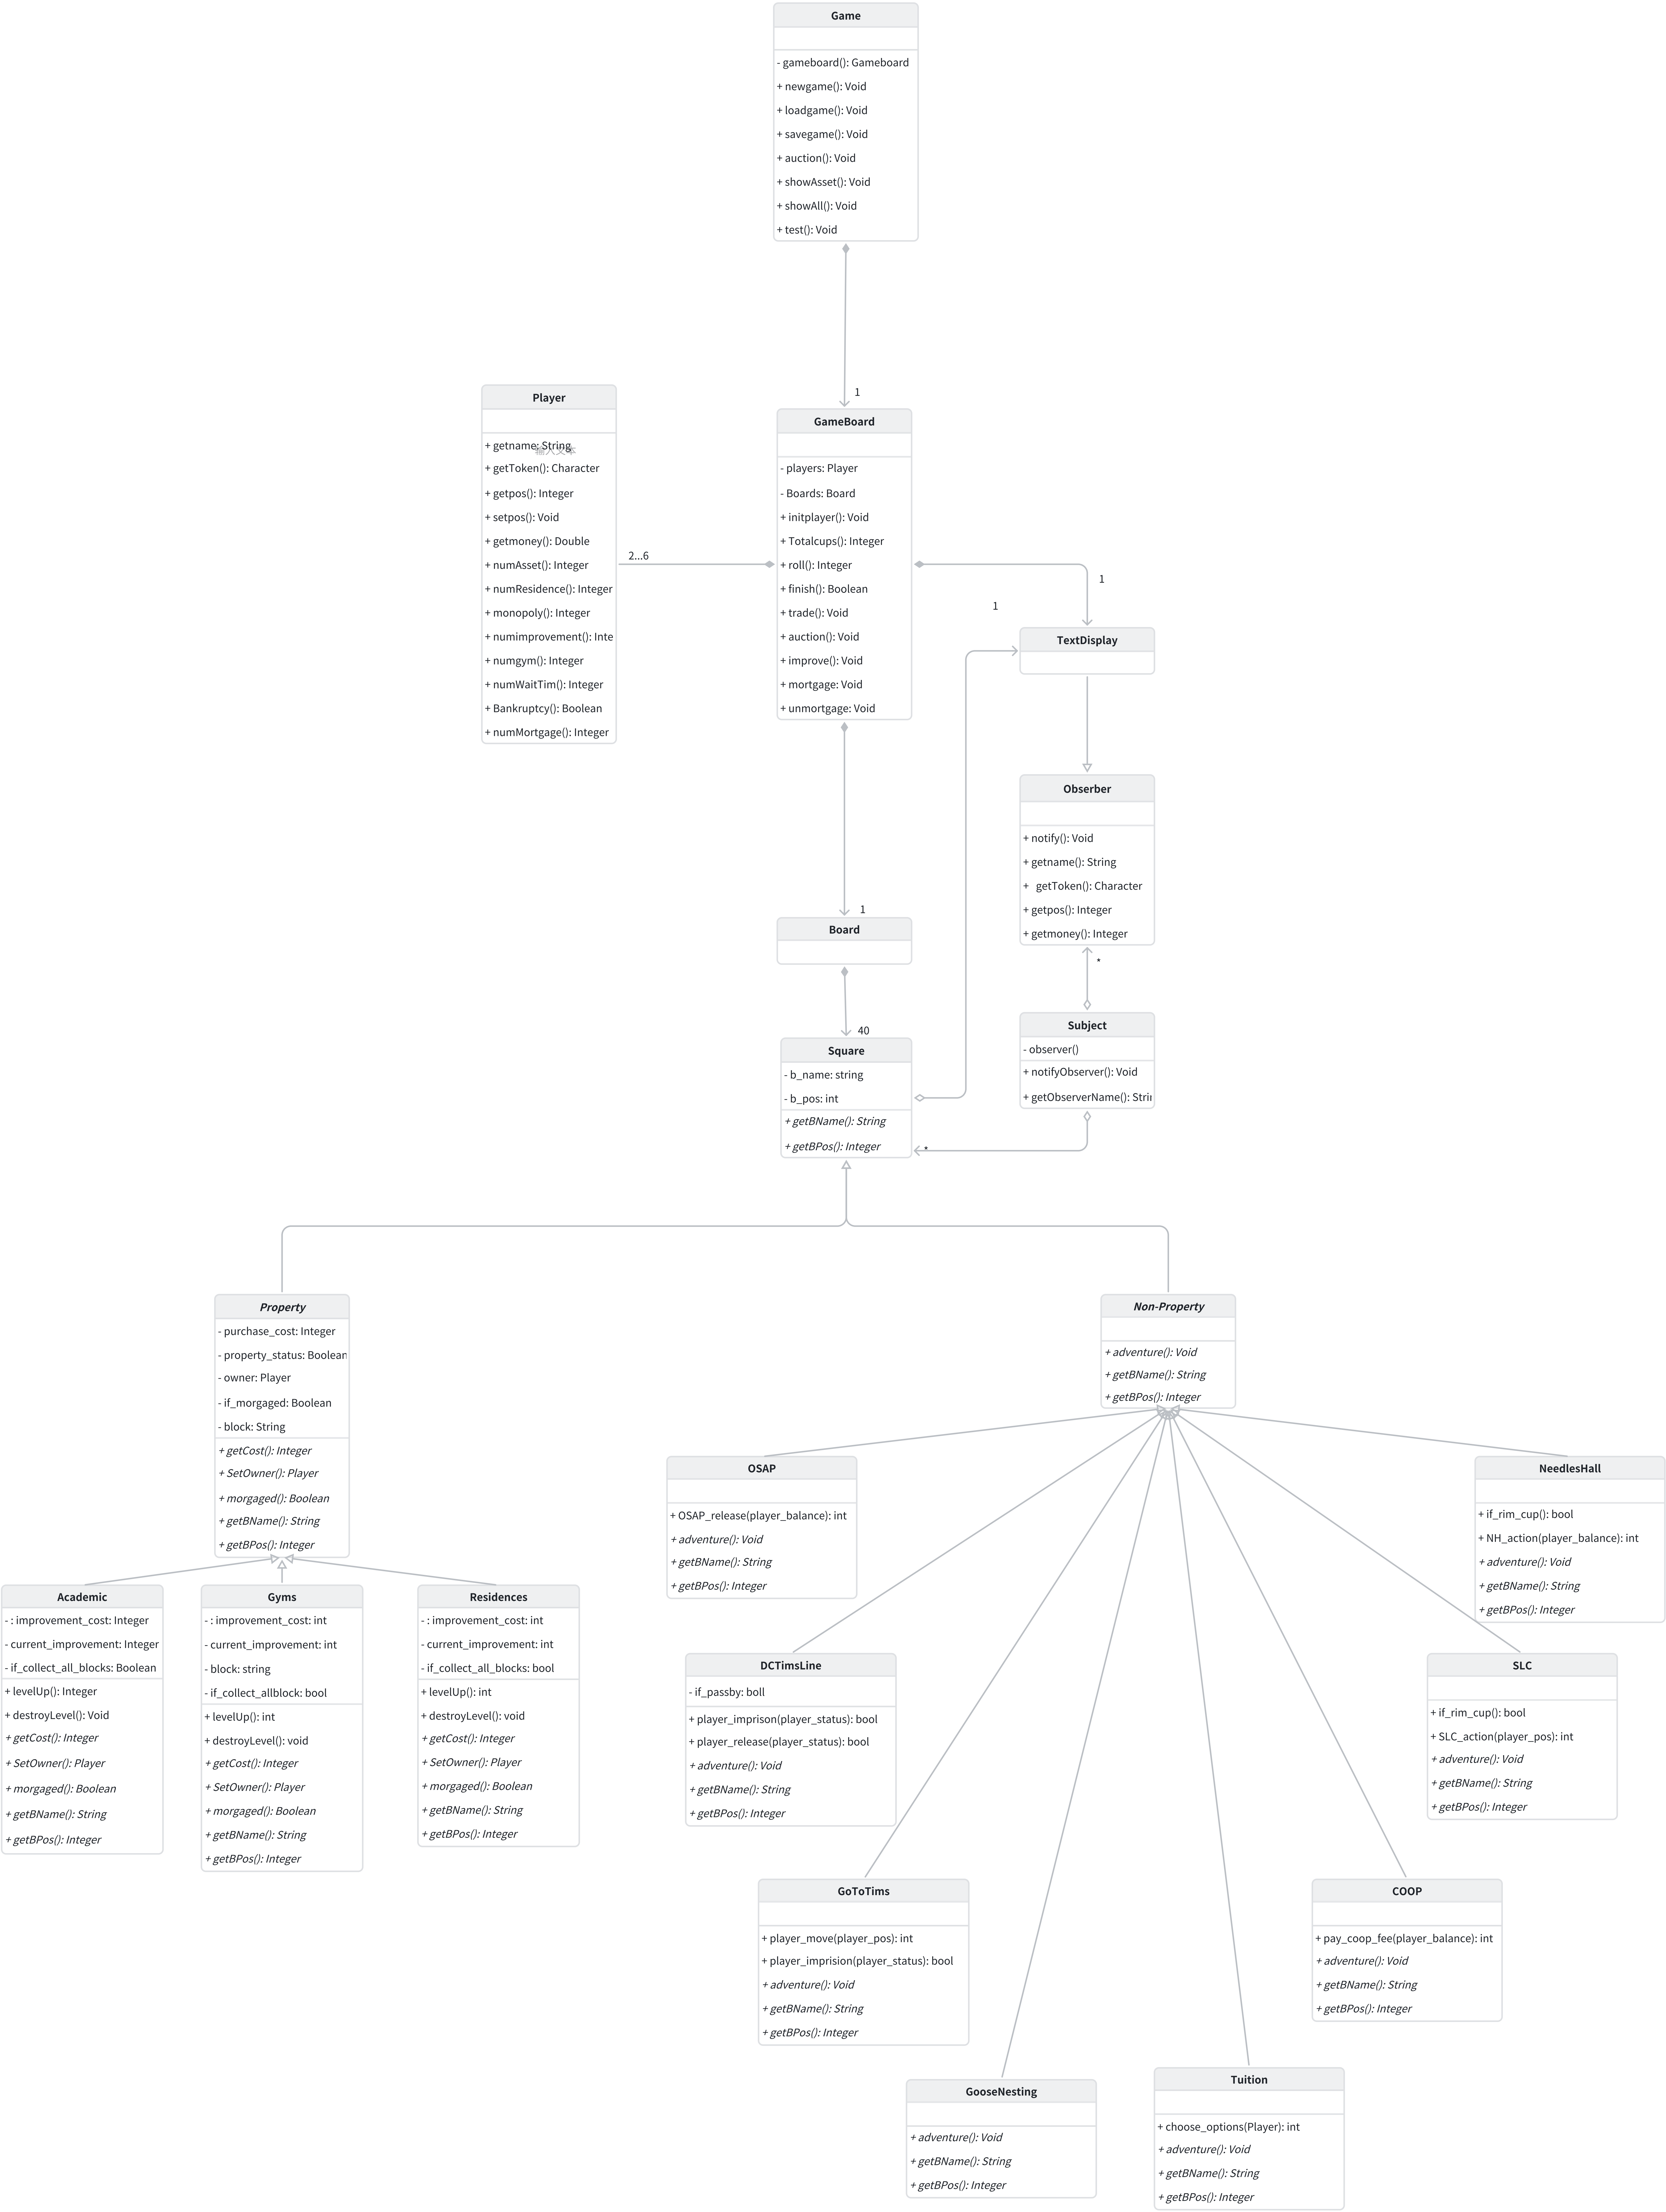 Game
- gameboard(): Gameboard
+ newgame(): Void
+ loadgame(): Void
+ savegame(): Void
+ auction(): Void
+ showAsset(): Void
+ showAll(): Void
+ test(): Void
1
Player
+ getname: String
输入文本
+ getToken(): Character
+ getpos(): Integer
+ setpos(): Void
+ getmoney(): Double
+ numAsset(): Integer
+ numResidence(): Integer
+ monopoly(): Integer
+ numimprovement(): Inte
+ numgym(): Integer
+ numWaitTim(): Integer
+ Bankruptcy(): Boolean
+ numMortgage(): Integer
2...6
GameBoard
- players: Player
- Boards: Board
+ initplayer(): Void
+ Totalcups(): Integer
+ roll(): Integer
+ finish(): Boolean
+ trade(): Void
+ auction(): Void
+ improve(): Void
+ mortgage: Void
+ unmortgage: Void
1
1
TextDisplay
Obserber
+ notify(): Void
+ getname(): String
+ getToken(): Character
+ getpos(): Integer
+ getmoney(): Integer
*
1
Board
40
Subject
- observer()
+ notifyObserver(): Void
+ getObserverName(): Strin
*
Square
- b_name: string
- b_pos: int
+ getBName(): String
+ getBPos(): Integer
Property
- purchase_cost: Integer
- property_status: Boolean
- owner: Player
- if_morgaged: Boolean
- block: String
+ getCost(): Integer
+ SetOwner(): Player
+ morgaged(): Boolean
+ getBName(): String
+ getBPos(): Integer
Non-Property
+ adventure(): Void
+ getBName(): String
+ getBPos(): Integer
Academic
- : improvement_cost: Integer
- current_improvement: Integer
- if_collect_all_blocks: Boolean
+ levelUp(): Integer
+ destroyLevel(): Void
+ getCost(): Integer
+ SetOwner(): Player
+ morgaged(): Boolean
+ getBName(): String
+ getBPos(): Integer
Gyms
- : improvement_cost: int
- current_improvement: int
- block: string
- if_collect_allblock: bool
+ levelUp(): int
+ destroyLevel(): void
+ getCost(): Integer
+ SetOwner(): Player
+ morgaged(): Boolean
+ getBName(): String
+ getBPos(): Integer
Residences
- : improvement_cost: int
- current_improvement: int
- if_collect_all_blocks: bool
+ levelUp(): int
+ destroyLevel(): void
+ getCost(): Integer
+ SetOwner(): Player
+ morgaged(): Boolean
+ getBName(): String
+ getBPos(): Integer
OSAP
+ OSAP_release(player_balance): int
+ adventure(): Void
+ getBName(): String
+ getBPos(): Integer
NeedlesHall
+ if_rim_cup(): bool
+ NH_action(player_balance): int
+ adventure(): Void
+ getBName(): String
+ getBPos(): Integer
DCTimsLine
- if_passby: boll
+ player_imprison(player_status): bool
+ player_release(player_status): bool
+ adventure(): Void
+ getBName(): String
+ getBPos(): Integer
SLC
+ if_rim_cup(): bool
+ SLC_action(player_pos): int
+ adventure(): Void
+ getBName(): String
+ getBPos(): Integer
GoToTims
+ player_move(player_pos): int
+ player_imprision(player_status): bool
+ adventure(): Void
+ getBName(): String
+ getBPos(): Integer
COOP
+ pay_coop_fee(player_balance): int
+ adventure(): Void
+ getBName(): String
+ getBPos(): Integer
GooseNesting
+ adventure(): Void
+ getBName(): String
+ getBPos(): Integer
Tuition
+ choose_options(Player): int
+ adventure(): Void
+ getBName(): String
+ getBPos(): Integer